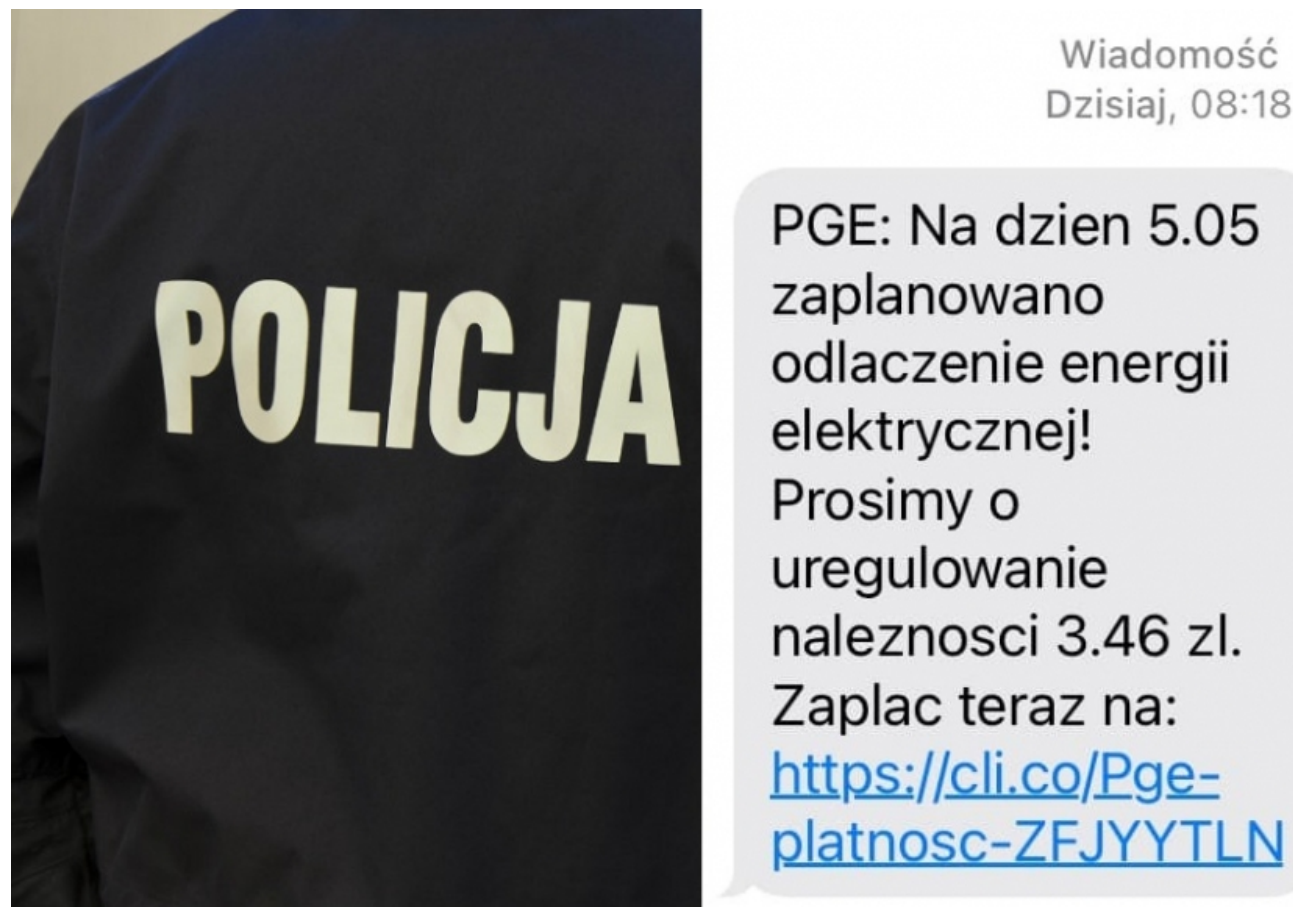 POLICJA
Wiadomość
Dzisiaj, 08:18
PGE: Na dzien 5.05
zaplanowano
odlaczenie energii
elektrycznej!
Prosimy o
uregulowanie
naleznosci 3.46 zl.
Zaplac teraz na:
https://cli.co/Pge-
platnosc-ZFJYYTLN